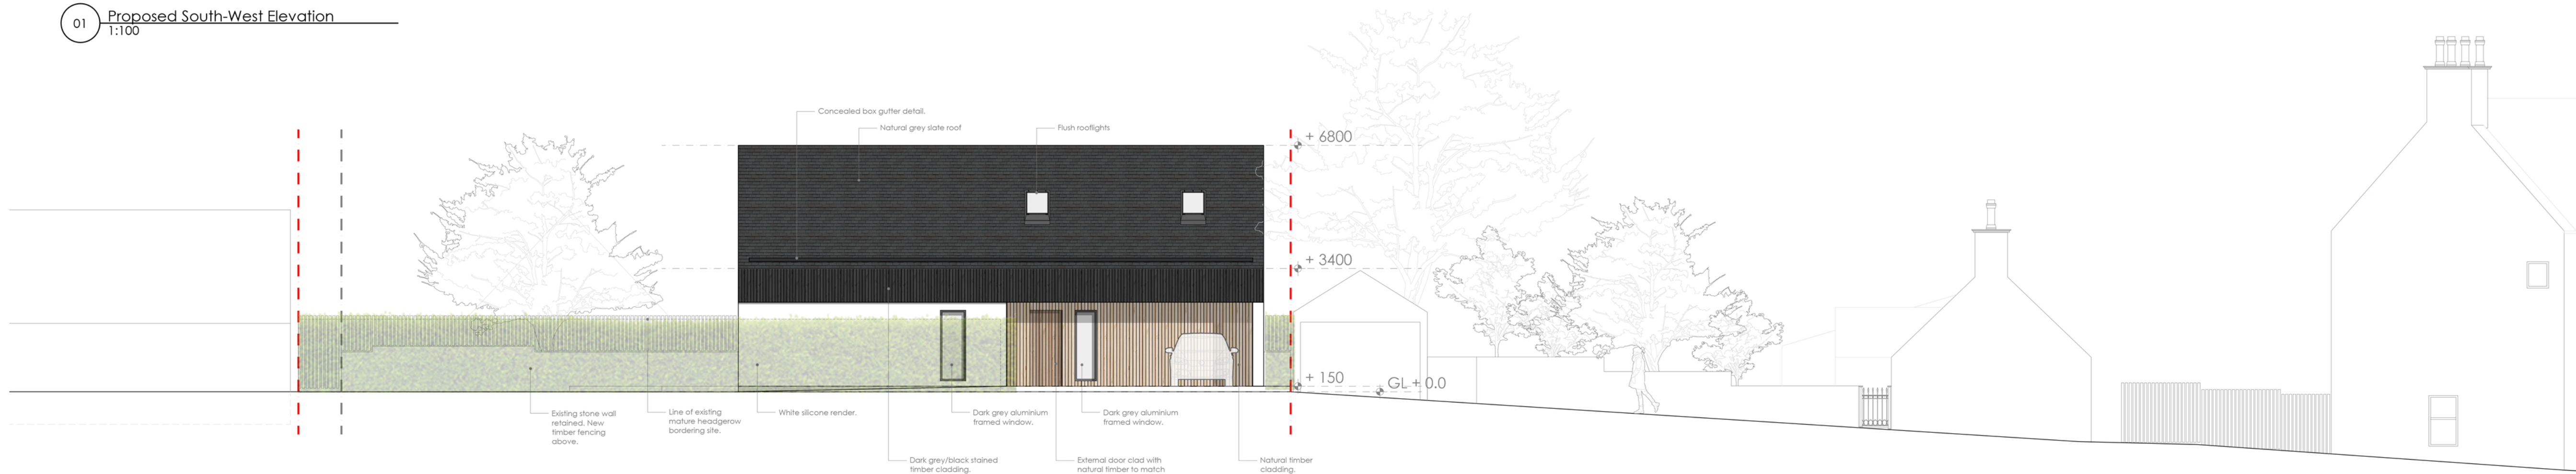 01
Proposed South-West Elevation
1:100
Concealed box gutter detail.
Natural grey slate roof
Flush rooflights
+ 6800
+ 3400
+ 150
GL + 0.0
Existing stone wall
retained. New
timber fencing
above.
Line of existing
mature headgerow
bordering site.
White silicone render.
Dark grey aluminium
framed window.
Dark grey aluminium
framed window.
Dark grey/black stained
timber cladding.
External door clad with
natural timber to match
Natural timber
cladding.